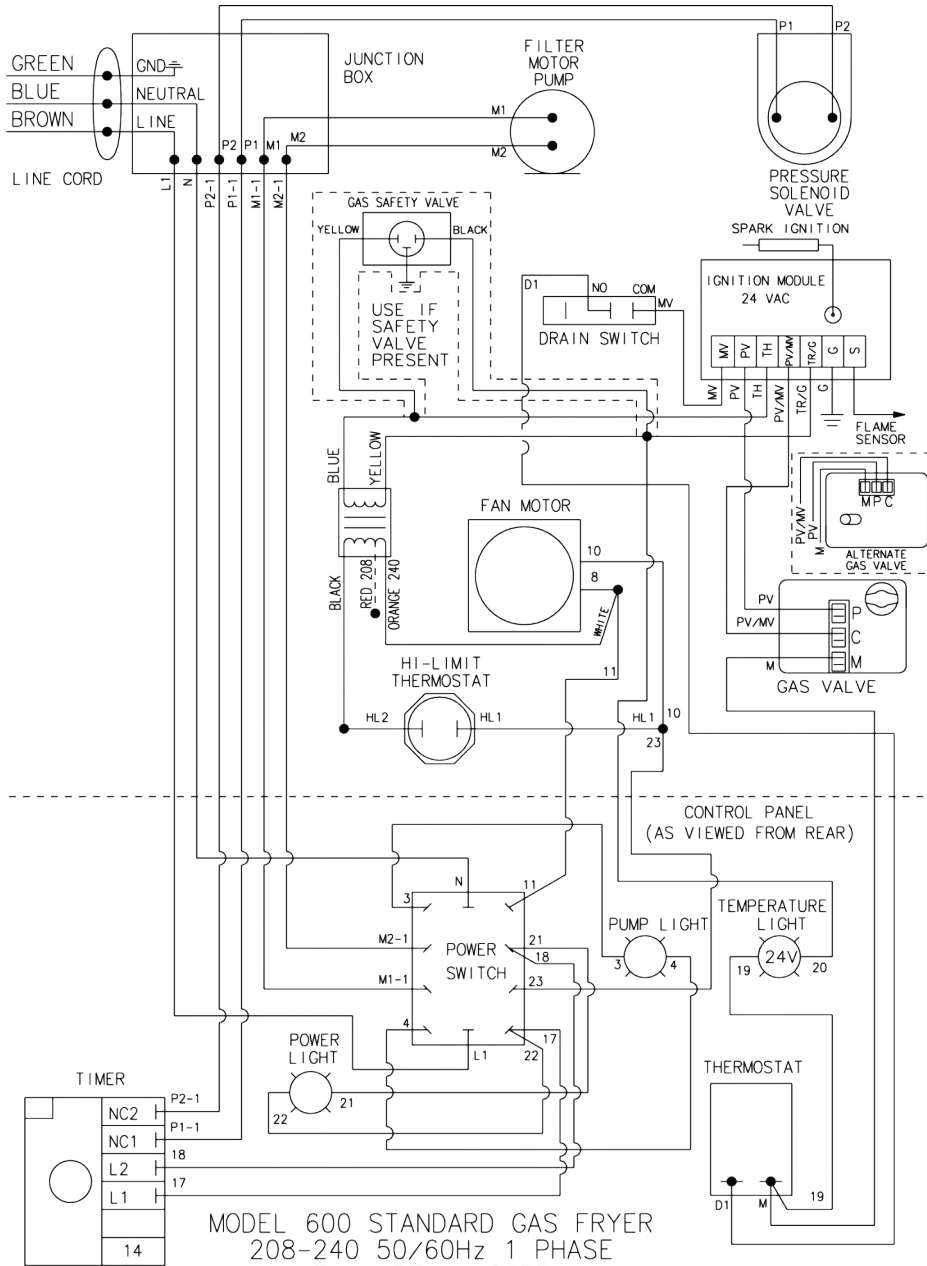 P1
P2
GREEN
BLUE
BROWN
LINE CORD
GND
NEUTRAL
LINE
JUNCTION
BOX
P2
P1
M1
M2
L1
N
P2-1
P1-1
M1-1
M2-1
FILTER
MOTOR
PUMP
M1
M2
PRESSURE
SOLENOID
VALVE
SPARK IGNITION
IGNITION MODULE
24 VAC
MV
PV
TH
PV/MV
TR/G
G
S
MV
PV
TH
PV/MV
TR/G
G
FLAME
SENSOR
GAS SAFETY VALVE
YELLOW
BLACK
USE IF
SAFETY
VALVE
PRESENT
D1
NO
COM
MV
DRAIN SWITCH
BLUE
YELLOW
BLACK
RED 208
ORANGE 240
FAN MOTOR
10
8
WHITE
11
PV/MV
PV
M
M P C
ALTERNATE
GAS VALVE
PV
PV/MV
M
P
C
M
GAS VALVE
HI-LIMIT
THERMOSTAT
HL2
HL1
HL1
10
23
CONTROL PANEL
(AS VIEWED FROM REAR)
N
3
11
M2-1
M1-1
4
L1
POWER
SWITCH
21
18
23
17
22
PUMP LIGHT
3
4
TEMPERATURE
LIGHT
24V
19
20
POWER
LIGHT
22
21
THERMOSTAT
D1
M
19
TIMER
NC2
P2-1
NC1
P1-1
L2
18
L1
17
14
MODEL 600 STANDARD GAS FRYER
208-240 50/60Hz 1 PHASE